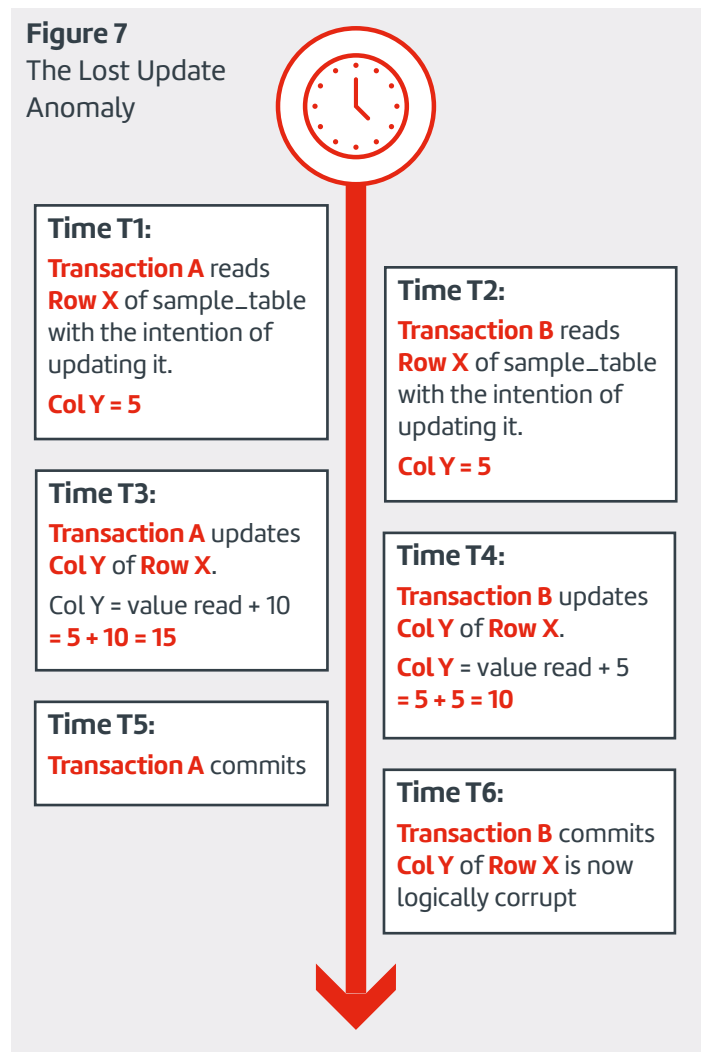 Figure 7
The Lost Update
Anomaly
Time T1:
Transaction A reads
Row X of sample_table
with the intention of
updating it.
Col Y = 5
Time T2:
Transaction B reads
Row X of sample_table
with the intention of
updating it.
Col Y = 5
Time T3:
Transaction A updates
Col Y of Row X.
Col Y = value read + 10
= 5 + 10 = 15
Time T4:
Transaction B updates
Col Y of Row X.
Col Y = value read + 5
= 5 + 5 = 10
Time T5:
Transaction A commits
Time T6:
Transaction B commits
Col Y of Row X is now
logically corrupt